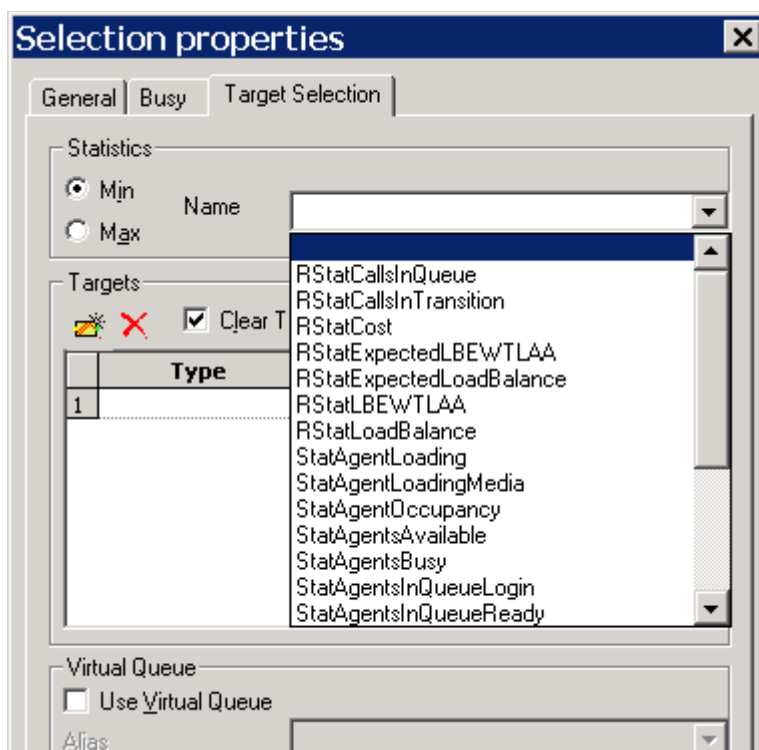 Selection properties
General Busy Target Selection
Statistics
Min
Name
Max
RStatCallsInQueue
RStatCallsInTransition
RStatCost
RStatExpectedLBEWTLAA
RStatExpectedLoadBalance
RStatLBEWTLAA
RStatLoadBalance
StatAgentLoading
StatAgentLoadingMedia
StatAgentOccupancy
StatAgentsAvailable
StatAgentsBusy
StatAgentsInQueueLogin
StatAgentsInQueueReady
Targets
Clear T
Type
1
Virtual Queue
Use Virtual Queue
Alias